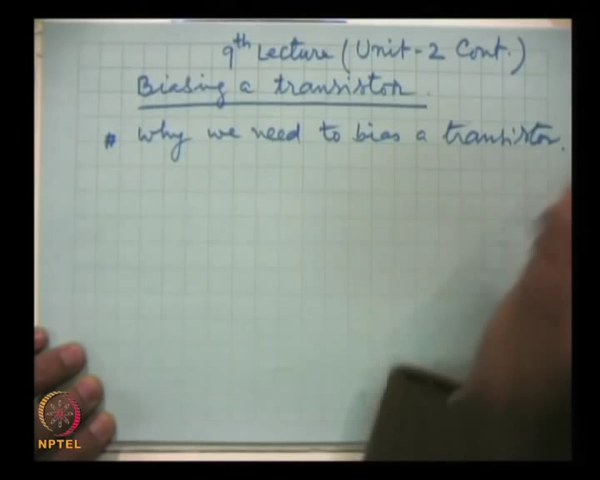 9th Lecture (Unit-2 Cont.)
Biasing a transistor.
# Why we need to bias a transistor.
NPTEL